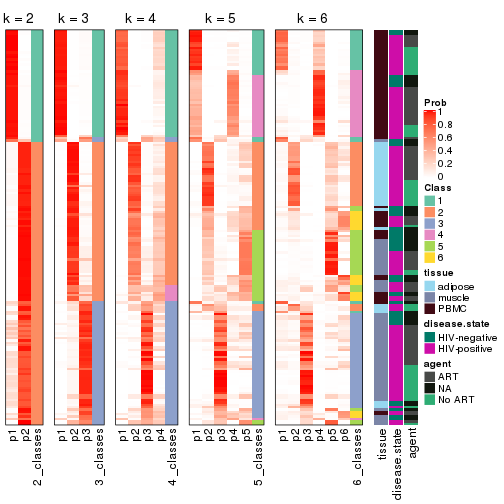 k = 2 k = 3 k = 4 k = 5 k = 6
Prob
1
0.8
0.6
0.4
0.2
0
Class
1
2
3
4
5
6
tissue
adipose
muscle
PBMC
disease.state
HIV-negative
HIV-positive
agent
ART
NA
No ART
p1 p2 2_classes p1 p2 p3 3_classes p1 p2 p3 p4 4_classes p1 p2 p3 p4 p5 5_classes p1 p2 p3 p4 p5 p6 6_classes tissue disease.state agent